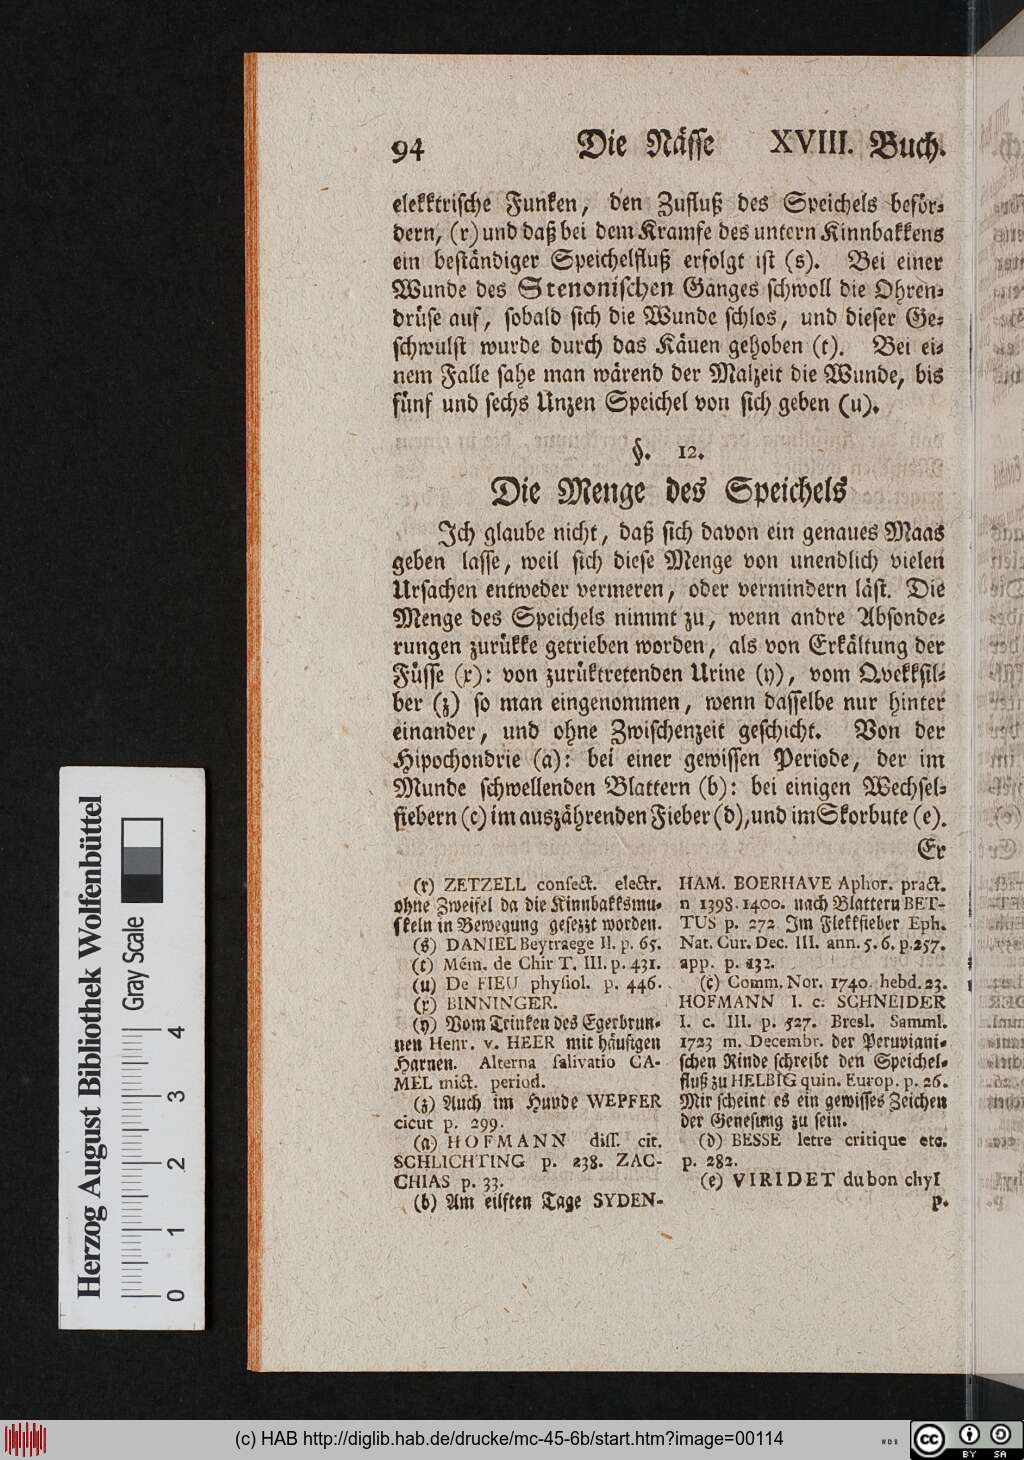 94 Die Nässe XVIII. Buch.
elekktrische Funken, den Zufluß des Speichels beför-
dern, (r) und daß bei dem Kramfe des untern Kinnbakkens
ein beständiger Speichelfluß erfolgt ist (s). Bei einer
Wunde des Stenonischen Ganges schwoll die Ohren-
drüse auf, sobald sich die Wunde schlos, und dieser Ge-
schwulst wurde durch das Käuen gehoben (t). Bei ei-
nem Falle sahe man wärend der Malzeit die Wunde, bis
fünf und sechs Unzen Speichel von sich geben (u).
§. 12.
Die Menge des Speichels
Ich glaube nicht, daß sich davon ein genaues Maas
geben lasse, weil sich diese Menge von unendlich vielen
Ursachen entweder vermeren, oder vermindern läst. Die
Menge des Speichels nimmt zu, wenn andre Absonde-
rungen zurükke getrieben worden, als von Erkältung der
Füsse (x): von zurüktretenden Urine (y), vom Qvekksil-
ber (z) so man eingenommen, wenn dasselbe nur hinter
einander, und ohne Zwischenzeit geschicht. Von der
Hipochondrie (a): bei einer gewissen Periode, der im
Munde schwellenden Blattern (b): bei einigen Wechsel-
fiebern (c) im auszährenden Fieber (d), und im Skorbute (e).
Er
(r) ZETZELL consect. electr.
ohne Zweifel da die Kinnbakksmu-
skeln in Bewegung gesezzt worden.
(s) DANIEL Beytraege II. p. 65.
(t) Mém. de Chir T. III. p. 431.
(u) De FIEU physiol. p. 446.
(x) BINNINGER.
(y) Vom Trinken des Egerbrun-
nen Henr. v. HEER mit häufigen
Harnen. Alterna salivatio CA-
MEL mict. period.
(z) Auch im Hunde WEPFER
cicut p. 299.
(a) HOFMANN diss. cit.
SCHLICHTING p. 238. ZAC-
CHIAS p. 33.
(b) Am eilften Tage SYDEN-
HAM. BOERHAVE Aphor. pract.
n 1398. 1400. nach Blattern BET-
TUS p. 272 Im Flekkfieber Eph.
Nat. Cur. Dec. III. ann. 5. 6. p. 257.
app. p. 132.
(c) Comm. Nor. 1740. hebd. 23.
HOFMANN I. c. SCHNEIDER
I. c. III. p. 527. Bresl. Samml.
1723 m. Decembr. der Peruviani-
schen Rinde schreibt den Speichel-
fluß zu HELBIG quin. Europ. p. 26.
Mir scheint es ein gewisses Zeichen
der Genesung zu sein.
(d) BESSE letre critique etc.
p. 282.
(e) VIRIDET du bon chyl
p.
Herzog August Bibliothek Wolfenbüttel
Gray Scale
0 1 2 3 4
(c) HAB http://diglib.hab.de/drucke/mc-45-6b/start.htm?image=00114
cc BY SA